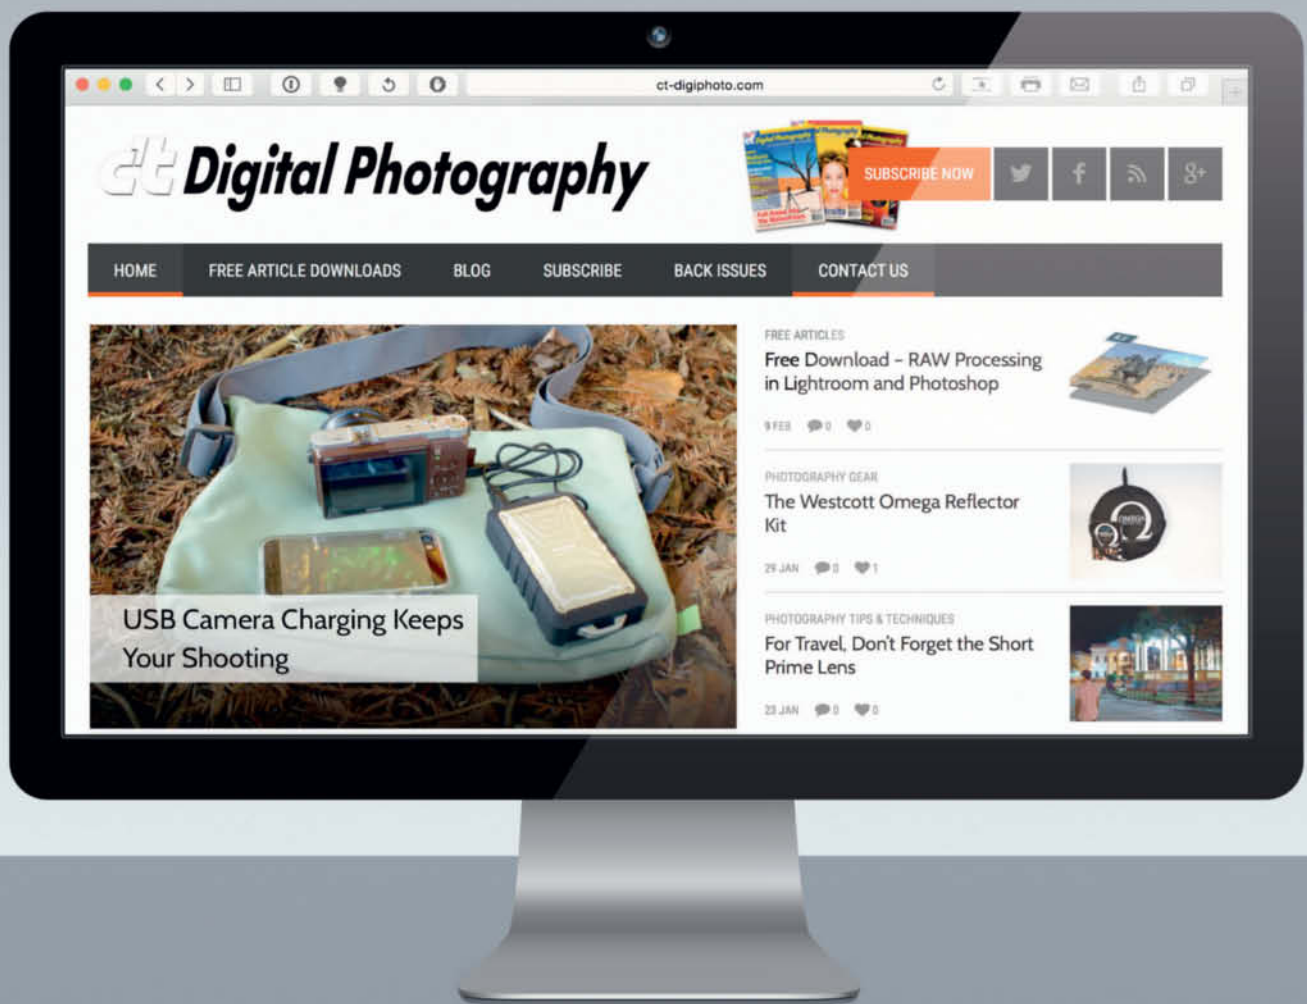 ct-digiphoto.com
c't Digital Photography
SUBSCRIBE NOW
HOME FREE ARTICLE DOWNLOADS BLOG SUBSCRIBE BACK ISSUES CONTACT US
USB Camera Charging Keeps
Your Shooting
FREE ARTICLES
Free Download – RAW Processing
in Lightroom and Photoshop
9 FEB 0 0
PHOTOGRAPHY GEAR
The Westcott Omega Reflector
Kit
OMEGA
29 JAN 0 1
PHOTOGRAPHY TIPS & TECHNIQUES
For Travel, Don't Forget the Short
Prime Lens
23 JAN 0 0